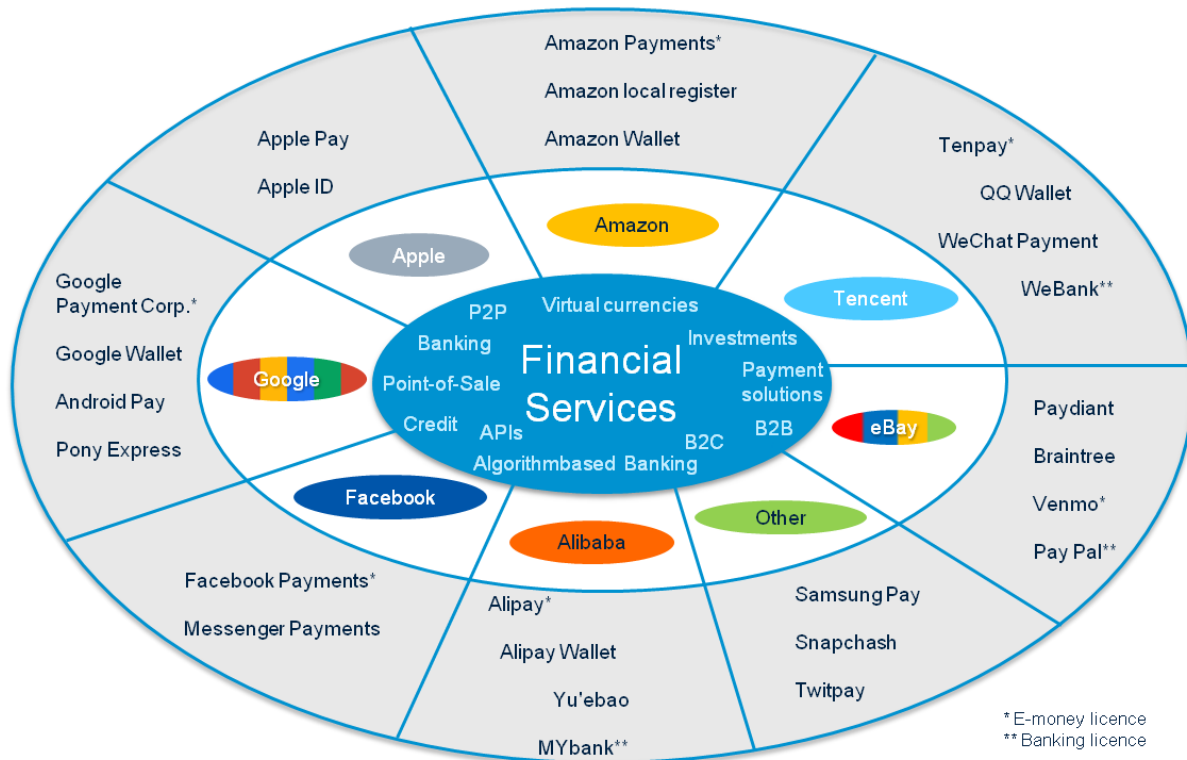 Amazon Payments*
Amazon local register
Amazon Wallet
Apple Pay
Apple ID
Tenpay*
QQ Wallet
WeChat Payment
WeBank**
Google
Payment Corp.*
Google Wallet
Android Pay
Pony Express
Paydiant
Braintree
Venmo*
Pay Pal**
Facebook Payments*
Messenger Payments
Alipay*
Alipay Wallet
Yu'ebao
MYbank**
Samsung Pay
Snapchash
Twitpay
Amazon
Apple
Tencent
Google
eBay
Facebook
Alibaba
Other
Financial
Services
P2P
Virtual currencies
Banking
Investments
Point-of-Sale
Payment
solutions
Credit
APIs
B2C
B2B
Algorithmbased Banking
* E-money licence
** Banking licence